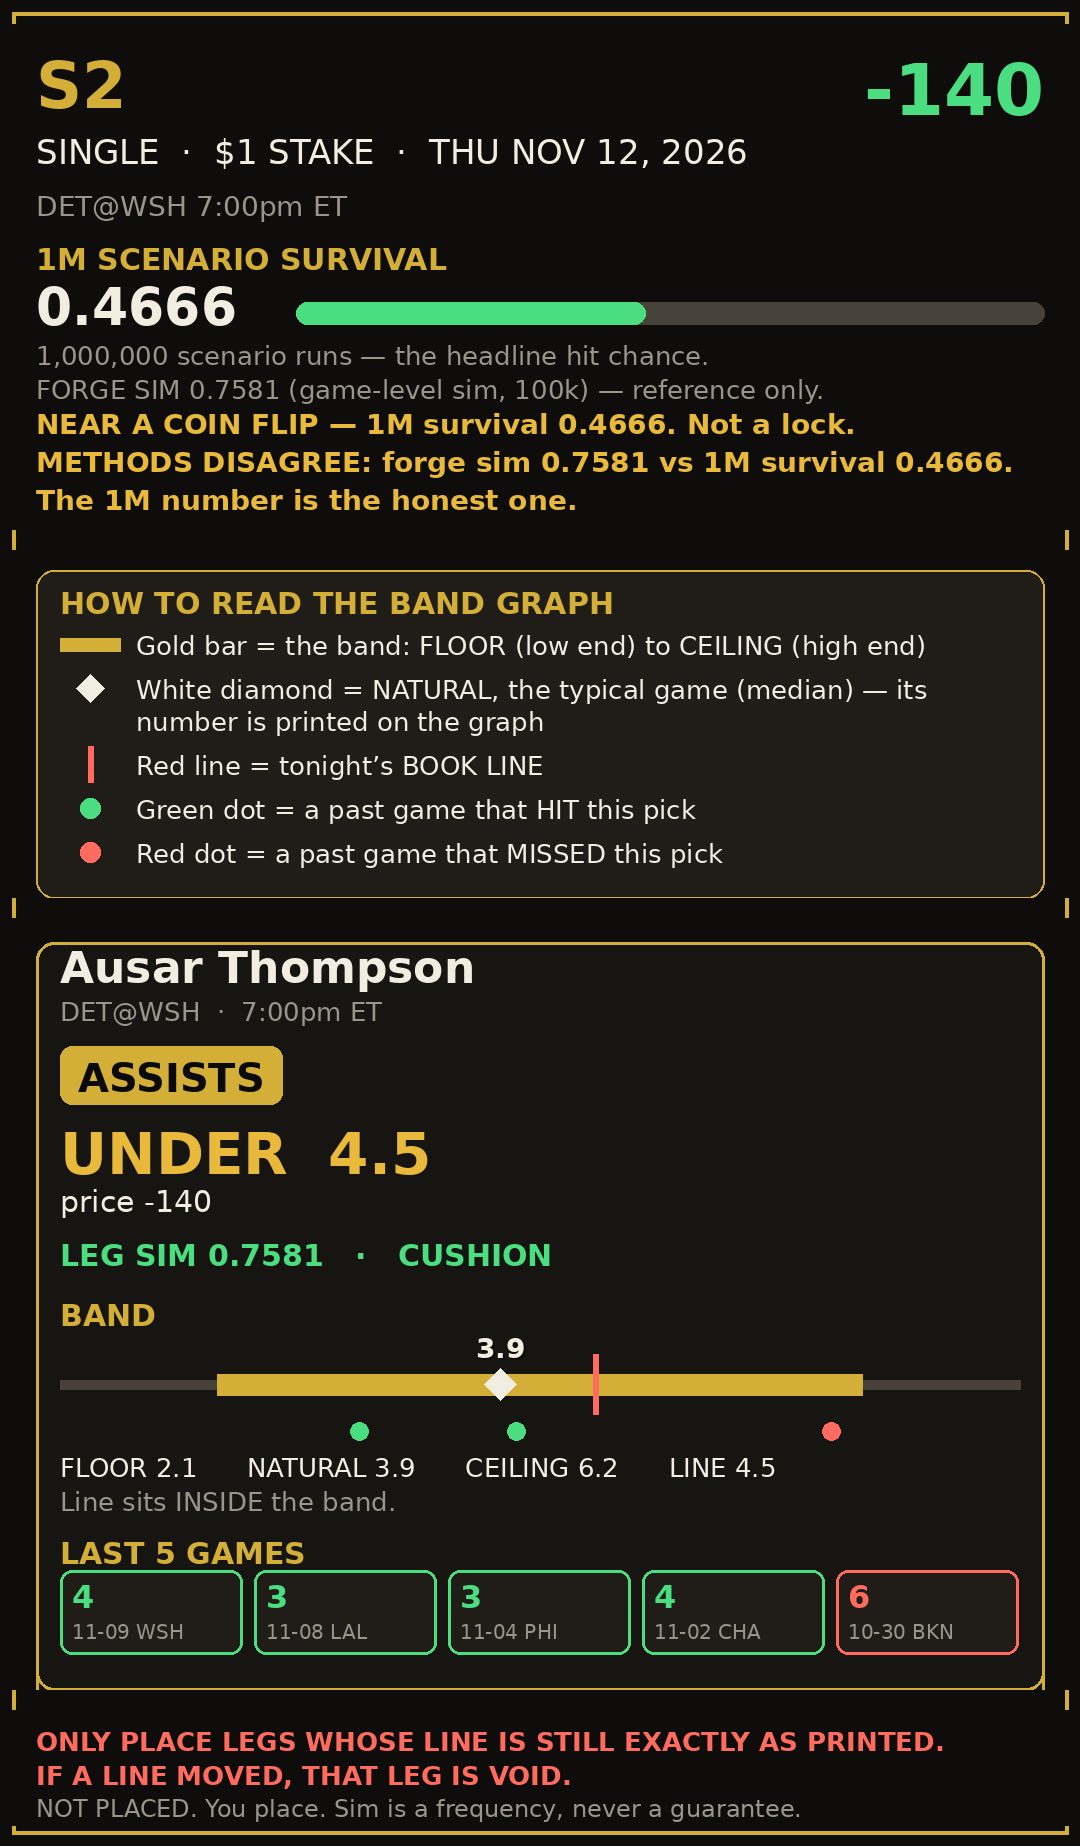 S2
-140
SINGLE · $1 STAKE · THU NOV 12, 2026
DET@WSH 7:00pm ET
1M SCENARIO SURVIVAL
0.4666
1,000,000 scenario runs — the headline hit chance.
FORGE SIM 0.7581 (game-level sim, 100k) — reference only.
NEAR A COIN FLIP — 1M survival 0.4666. Not a lock.
METHODS DISAGREE: forge sim 0.7581 vs 1M survival 0.4666.
The 1M number is the honest one.
HOW TO READ THE BAND GRAPH
Gold bar = the band: FLOOR (low end) to CEILING (high end)
White diamond = NATURAL, the typical game (median) — its
number is printed on the graph
Red line = tonight’s BOOK LINE
Green dot = a past game that HIT this pick
Red dot = a past game that MISSED this pick
Ausar Thompson
DET@WSH · 7:00pm ET
ASSISTS
UNDER 4.5
price -140
LEG SIM 0.7581 · CUSHION
BAND
3.9
FLOOR 2.1 NATURAL 3.9 CEILING 6.2 LINE 4.5
Line sits INSIDE the band.
LAST 5 GAMES
4 3 3 4 6
11-09 WSH 11-08 LAL 11-04 PHI 11-02 CHA 10-30 BKN
ONLY PLACE LEGS WHOSE LINE IS STILL EXACTLY AS PRINTED.
IF A LINE MOVED, THAT LEG IS VOID.
NOT PLACED. You place. Sim is a frequency, never a guarantee.